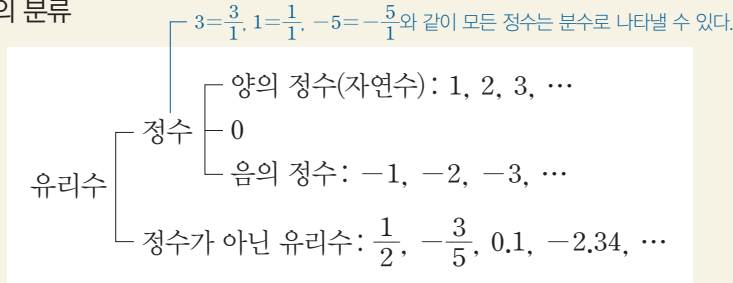 의 분류
3=3/1, 1=1/1, −5=−5/1와 같이 모든 정수는 분수로 나타낼 수 있다.
양의 정수(자연수): 1, 2, 3, …
정수
0
음의 정수: −1, −2, −3, …
유리수
정수가 아닌 유리수: 1/2, −3/5, 0.1, −2.34, …